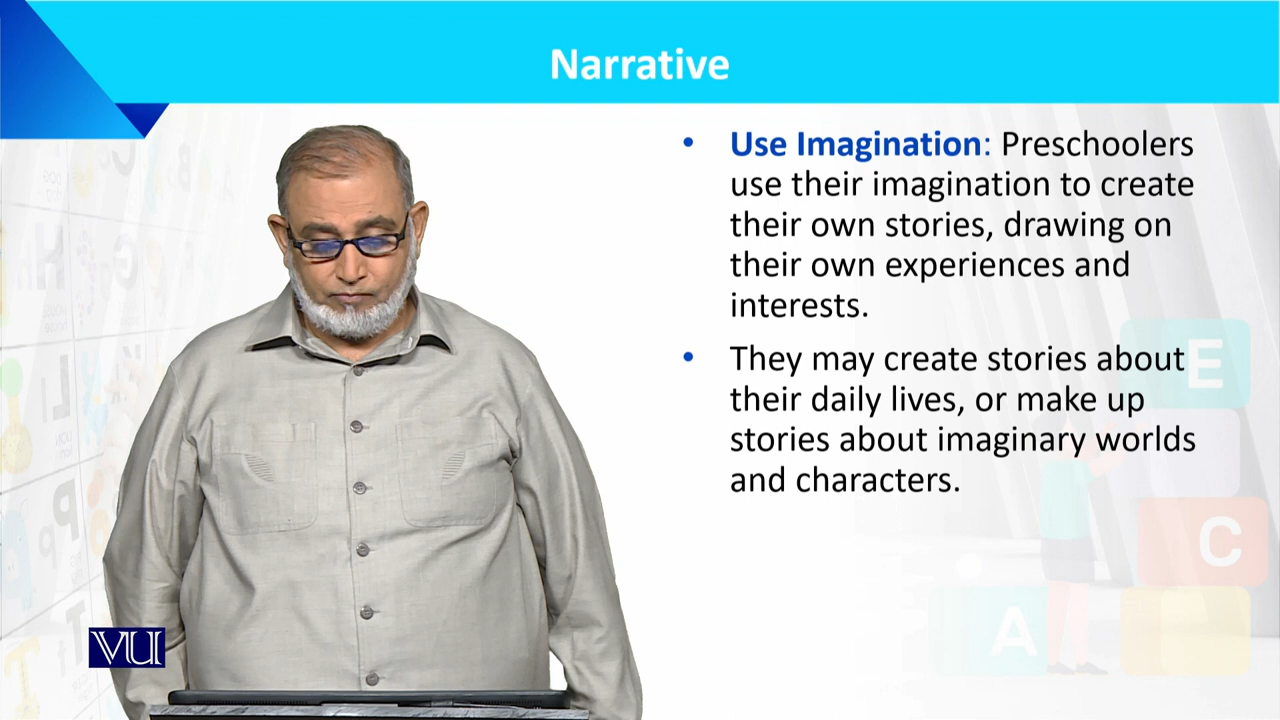 Narrative
• Use Imagination: Preschoolers
use their imagination to create
their own stories, drawing on
their own experiences and
interests.
• They may create stories about
their daily lives, or make up
stories about imaginary worlds
and characters.
E
C
A
VU